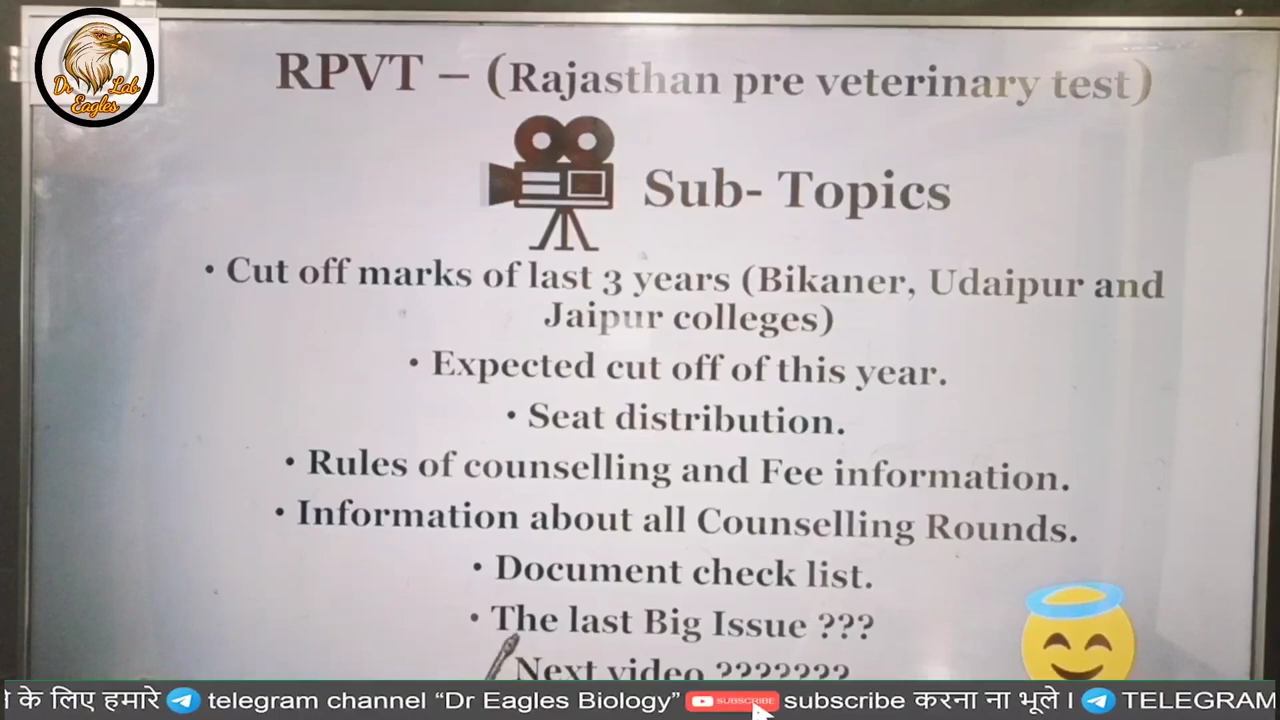 Dr Lab
Eagles
RPVT – (Rajasthan pre veterinary test)
Sub- Topics
• Cut off marks of last 3 years (Bikaner, Udaipur and
Jaipur colleges)
• Expected cut off of this year.
• Seat distribution.
• Rules of counselling and Fee information.
• Information about all Counselling Rounds.
• Document check list.
• The last Big Issue ???
Next video ???????
के लिए हमारे telegram channel “Dr Eagles Biology” SUBSCRIBE subscribe करना ना भूले । TELEGRAM